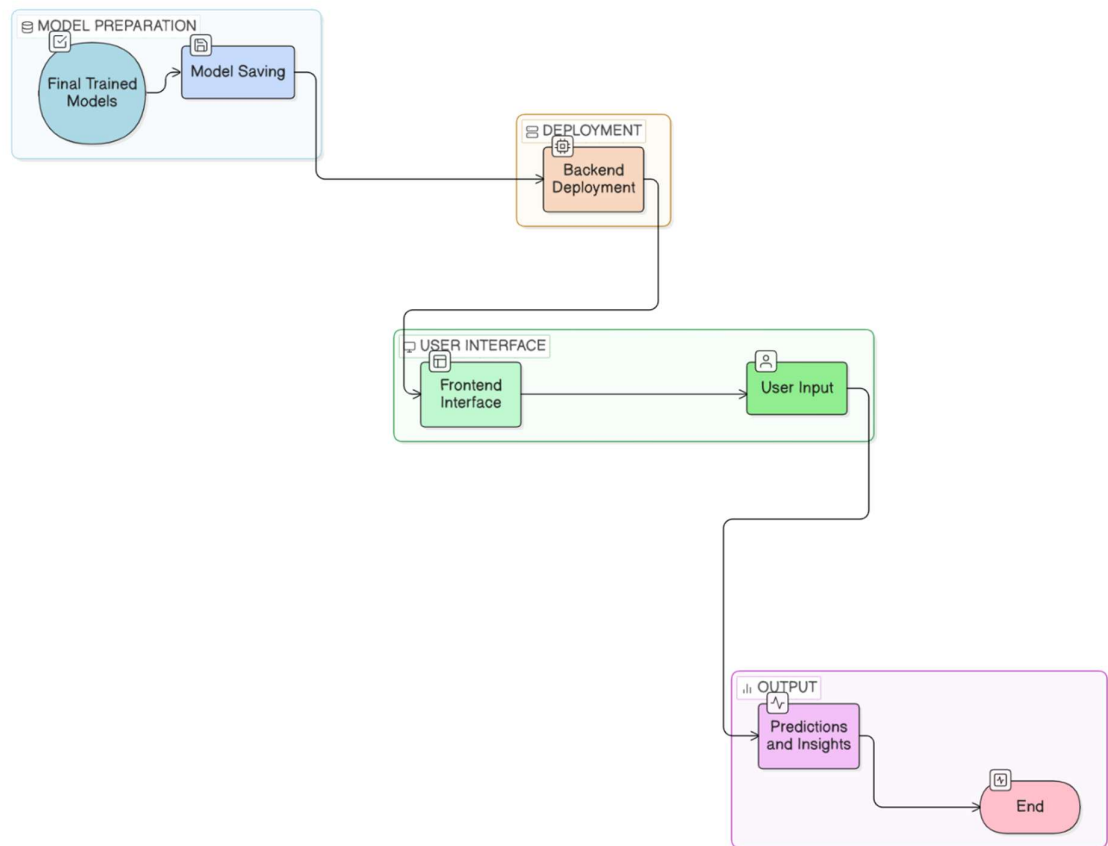 MODEL PREPARATION
Final Trained
Models
Model Saving
DEPLOYMENT
Backend
Deployment
USER INTERFACE
Frontend
Interface
User Input
OUTPUT
Predictions
and Insights
End